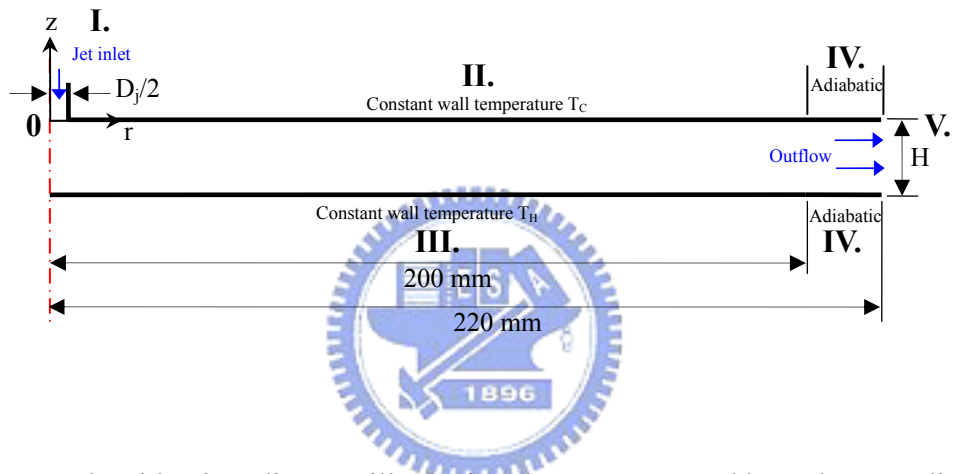 z
I.
Jet inlet
IV.
II.
Adiabatic
Dj/2
Constant wall temperature TC
0
r
V.
Outflow
H
Constant wall temperature TH
Adiabatic
III.
IV.
200 mm
220 mm
E S A
1896